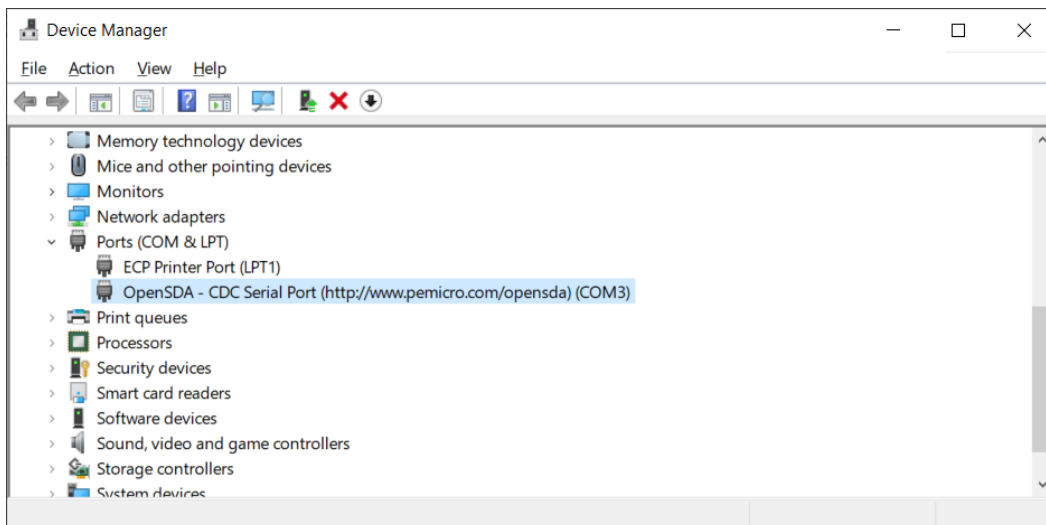 Device Manager
File Action View Help
Memory technology devices
Mice and other pointing devices
Monitors
Network adapters
Ports (COM & LPT)
ECP Printer Port (LPT1)
OpenSDA - CDC Serial Port (http://www.pemicro.com/opensda) (COM3)
Print queues
Processors
Security devices
Smart card readers
Software devices
Sound, video and game controllers
Storage controllers
System devices